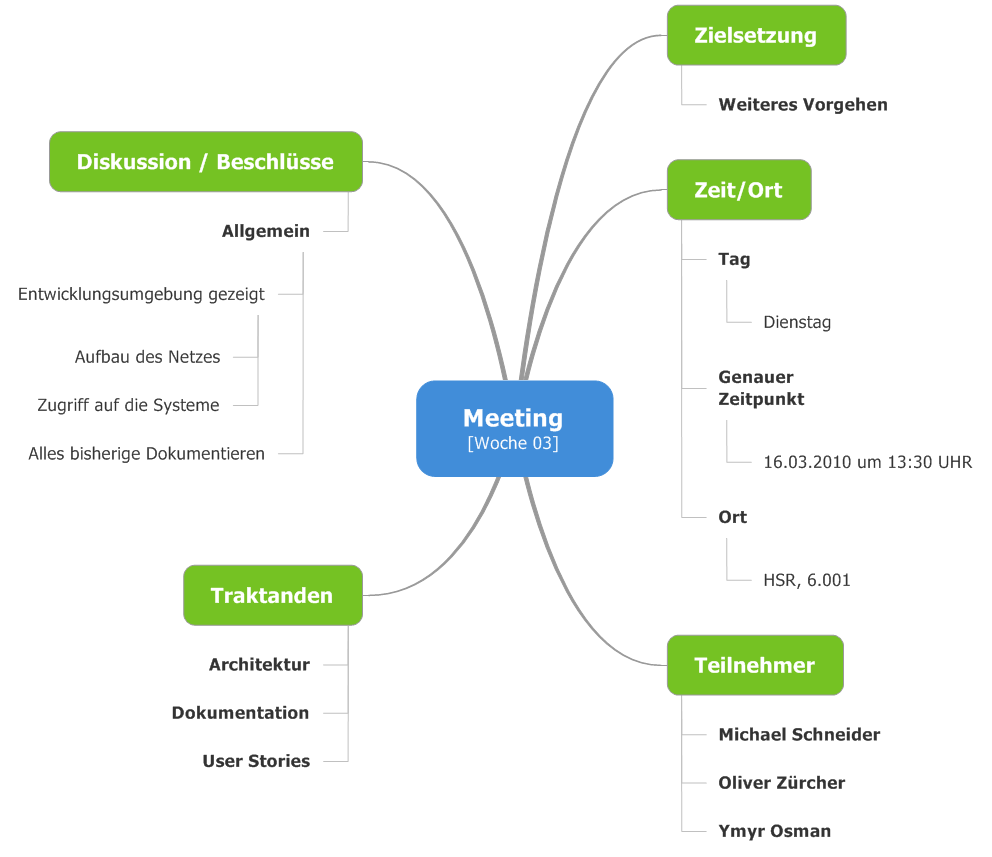 Meeting
[Woche 03]
Zielsetzung
Weiteres Vorgehen
Zeit/Ort
Tag
Dienstag
Genauer
Zeitpunkt
16.03.2010 um 13:30 UHR
Ort
HSR, 6.001
Teilnehmer
Michael Schneider
Oliver Zürcher
Ymyr Osman
Traktanden
Architektur
Dokumentation
User Stories
Diskussion / Beschlüsse
Allgemein
Entwicklungsumgebung gezeigt
Aufbau des Netzes
Zugriff auf die Systeme
Alles bisherige Dokumentieren